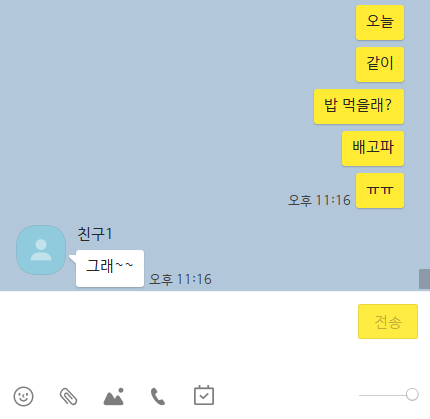 오늘
같이
밥 먹을래?
배고파
ㅠㅠ
오후 11:16
친구1
그래~~
오후 11:16
전송